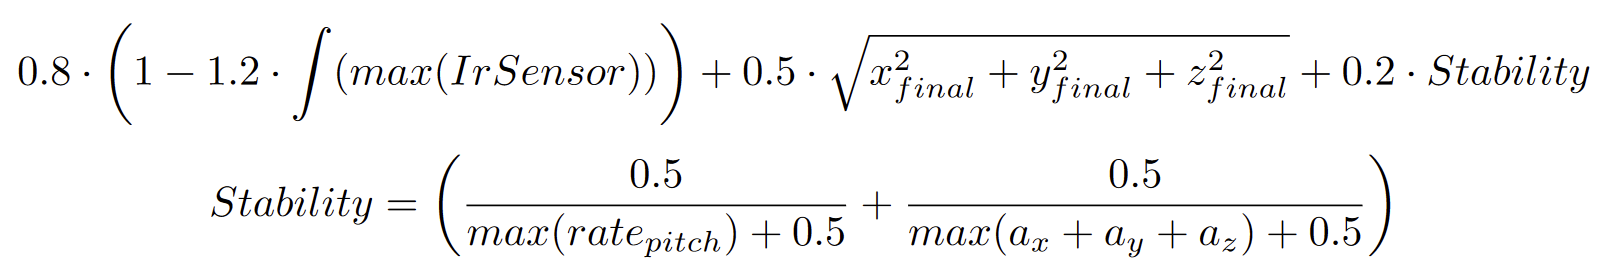 0.8 · (1 − 1.2 · ∫(max(IrSensor))) + 0.5 · √(x²_final + y²_final + z²_final) + 0.2 · Stability
Stability = (0.5 / (max(rate_pitch) + 0.5) + 0.5 / (max(a_x + a_y + a_z) + 0.5))